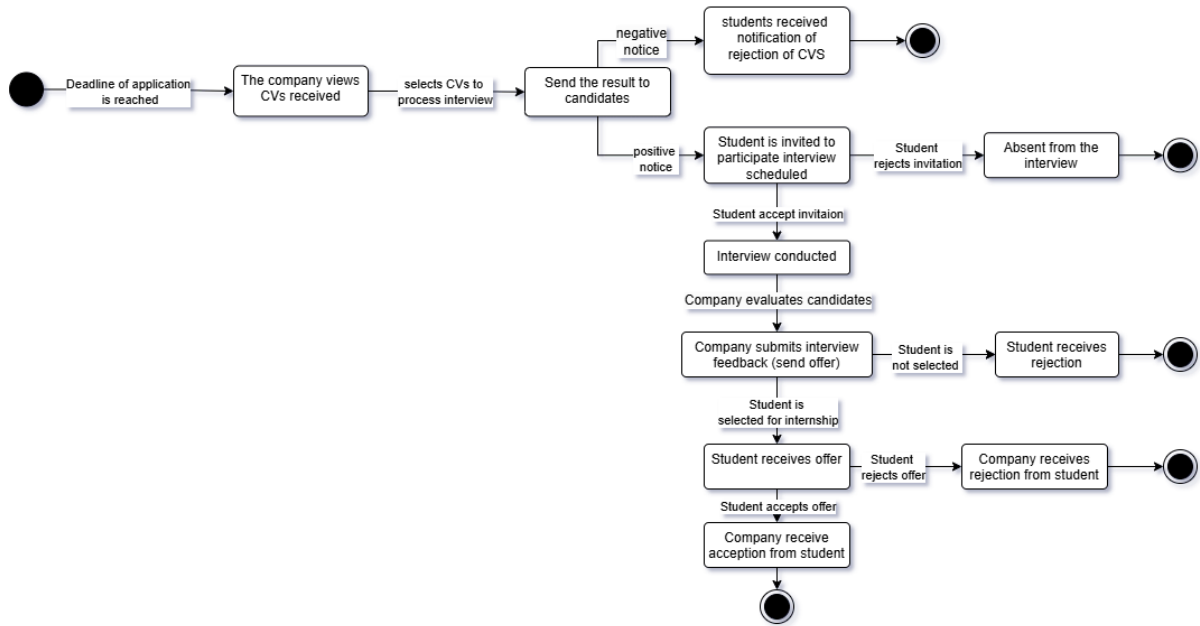 Deadline of application
is reached
The company views
CVs received
selects CVs to
process interview
Send the result to
candidates
negative
notice
students received
notification of
rejection of CVS
positive
notice
Student is invited to
participate interview
scheduled
Student
rejects invitation
Absent from the
interview
Student accept invitaion
Interview conducted
Company evaluates candidates
Company submits interview
feedback (send offer)
Student is
not selected
Student receives
rejection
Student is
selected for internship
Student receives offer
Student
rejects offer
Company receives
rejection from student
Student accepts offer
Company receive
acception from student